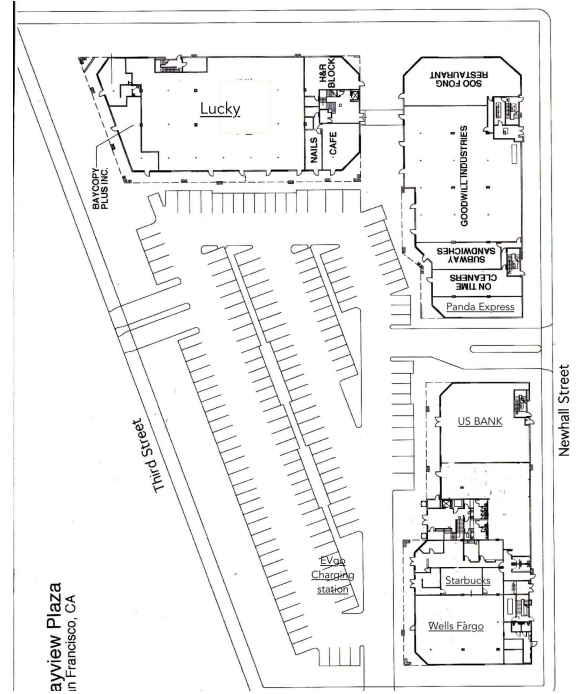 SOO FONG
RESTAURANT
H&R
BLOCK
Lucky
NAILS
CAFE
BAYCOPY
PLUS INC.
GOODWILL INDUSTRIES
SUBWAY
SANDWICHES
ON TIME
CLEANERS
Panda Express
Third Street
Newhall Street
US BANK
EVgo
Charging
station
Starbucks
Wells Fargo
ayview Plaza
n Francisco, CA